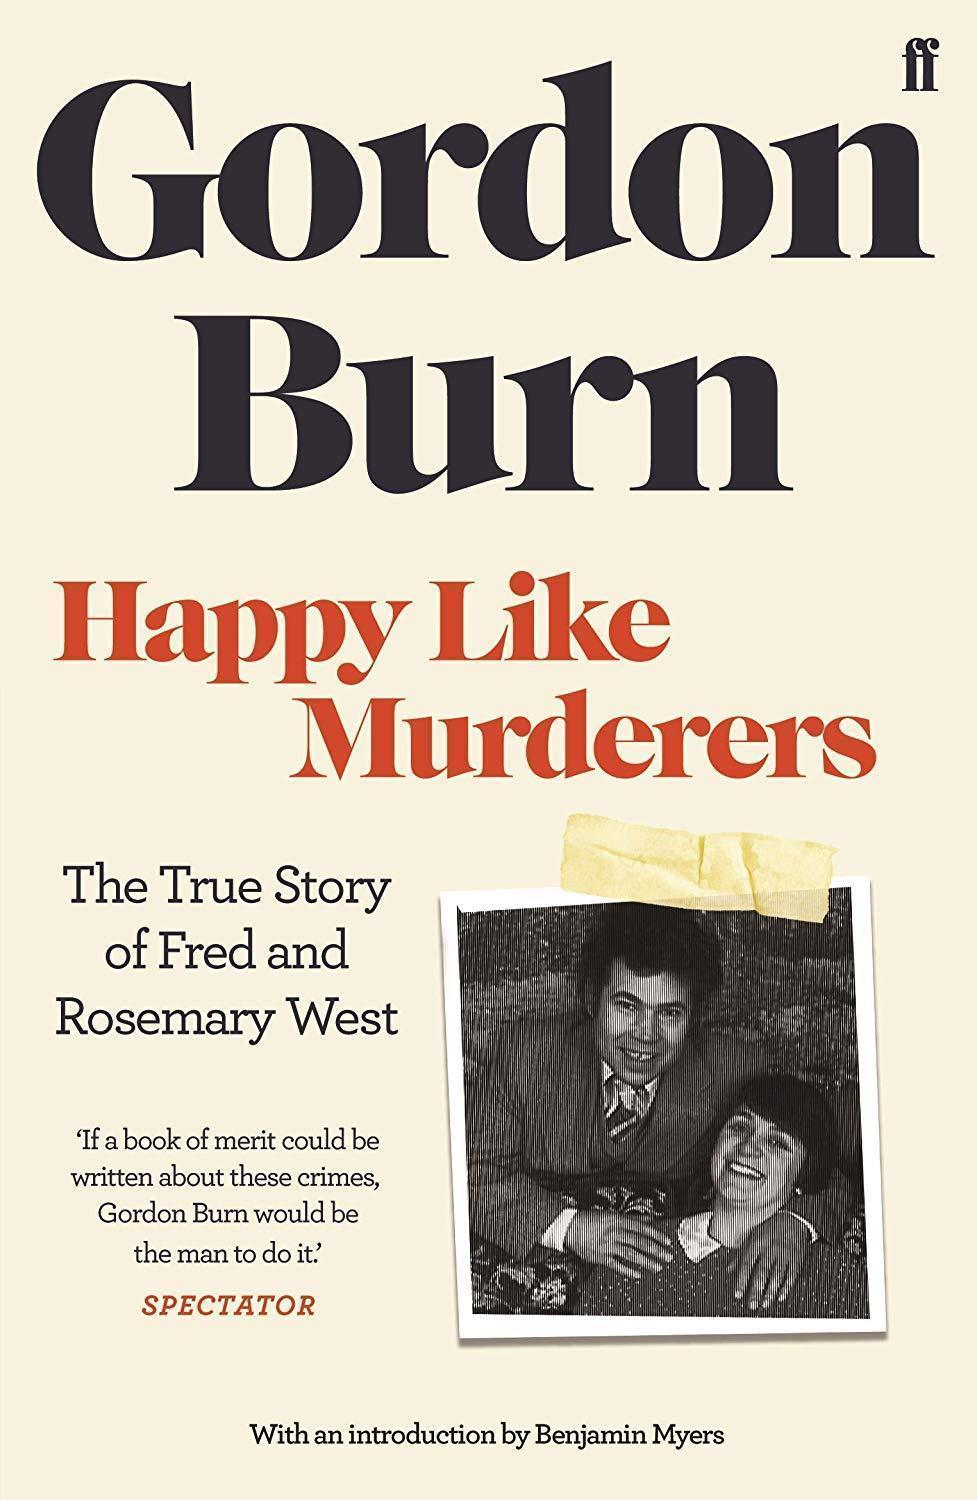 ff
Gordon
Burn
Happy Like
Murderers
The True Story
of Fred and
Rosemary West
‘If a book of merit could be
written about these crimes,
Gordon Burn would be
the man to do it.’
SPECTATOR
With an introduction by Benjamin Myers